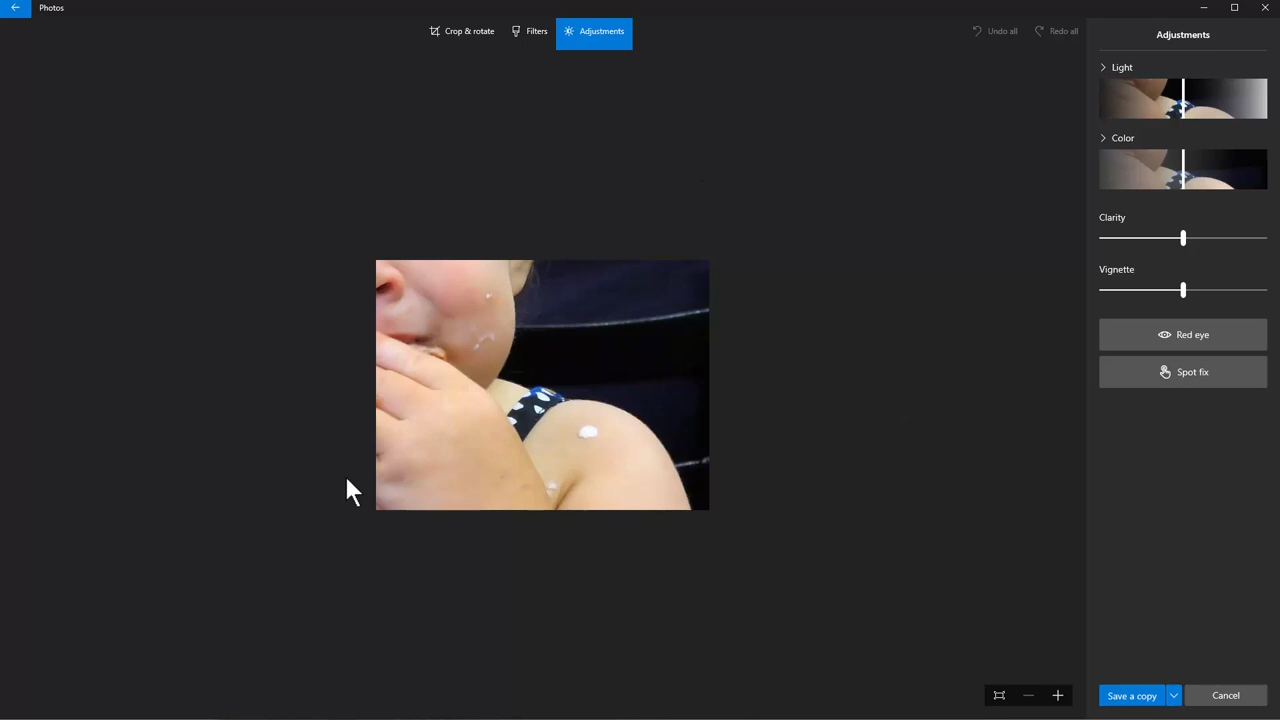 Photos
Crop & rotate
Filters
Adjustments
Undo all
Redo all
Adjustments
Light
Color
Clarity
Vignette
Red eye
Spot fix
Save a copy
Cancel